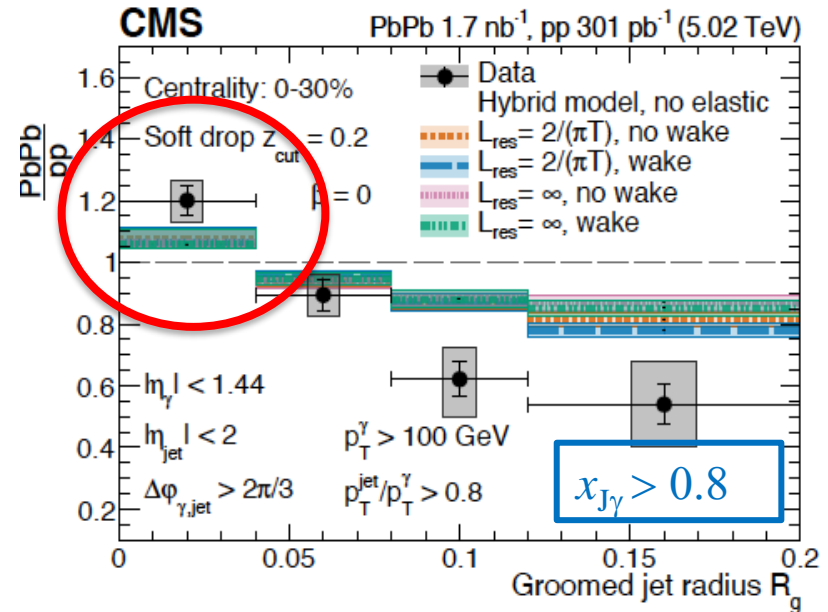 CMS
PbPb 1.7 nb⁻¹, pp 301 pb⁻¹ (5.02 TeV)
PbPb
pp
1.6
1.4
1.2
1
0.8
0.6
0.4
0.2
Centrality: 0-30%
Soft drop z_cut = 0.2
β = 0
Data
Hybrid model, no elastic
L_res = 2/(πT), no wake
L_res = 2/(πT), wake
L_res = ∞, no wake
L_res = ∞, wake
|η_γ| < 1.44
|η_jet| < 2
Δφ_γ,jet > 2π/3
p_T^γ > 100 GeV
p_T^jet/p_T^γ > 0.8
x_Jγ > 0.8
0 0.05 0.1 0.15 0.2
Groomed jet radius R_g